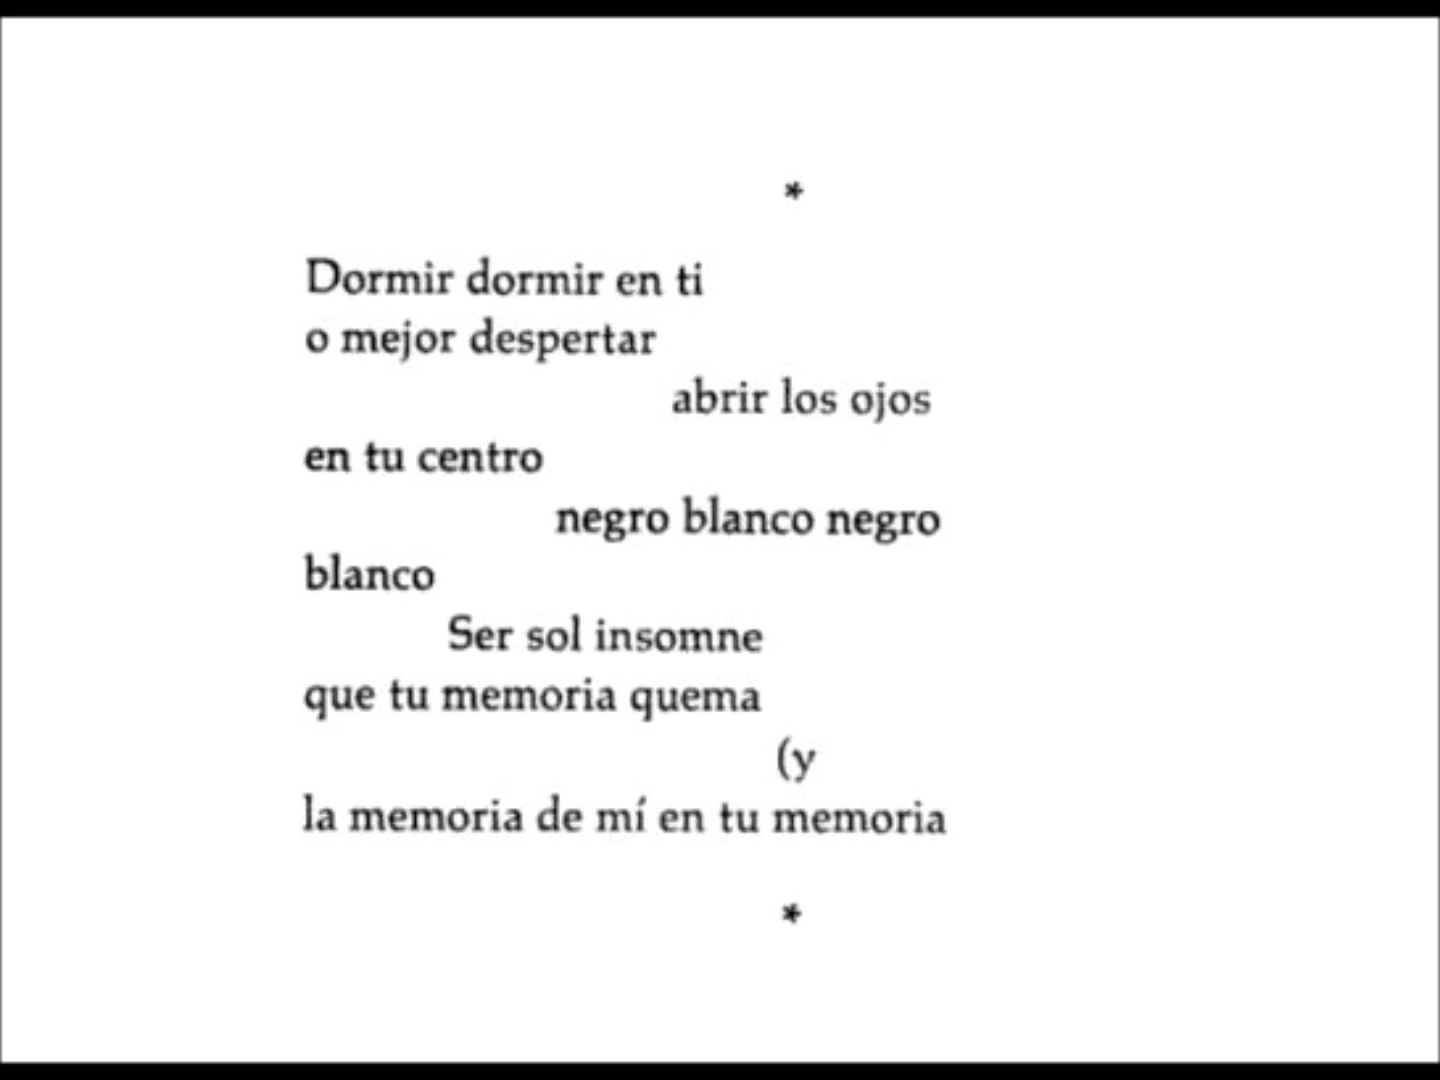 *
Dormir dormir en ti
o mejor despertar
abrir los ojos
en tu centro
negro blanco negro
blanco
Ser sol insomne
que tu memoria quema
(y
la memoria de mí en tu memoria
*